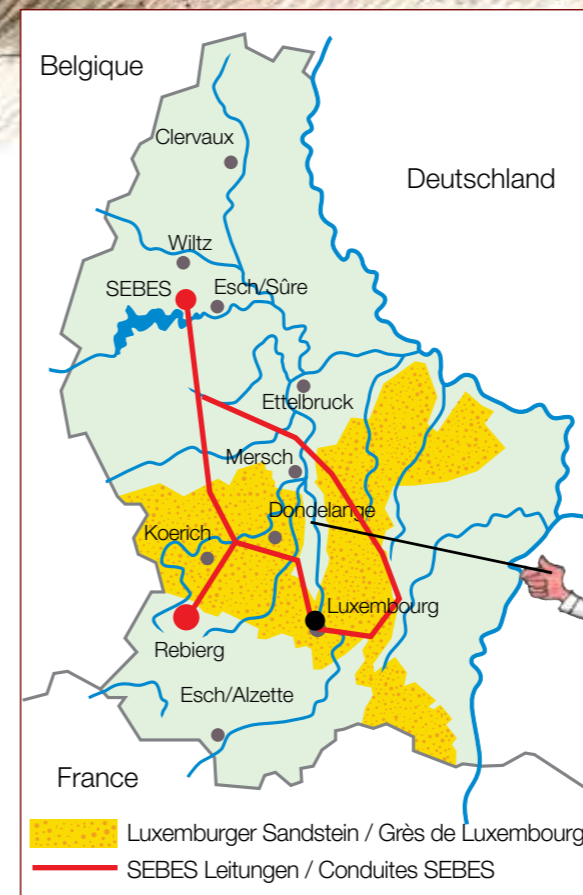 Belgique
Clervaux
Deutschland
Wiltz
SEBES
Esch/Sûre
Ettelbruck
Mersch
Dondelange
Koerich
Luxembourg
Rebierg
Esch/Alzette
France
Luxemburger Sandstein / Grès de Luxembourg
SEBES Leitungen / Conduites SEBES